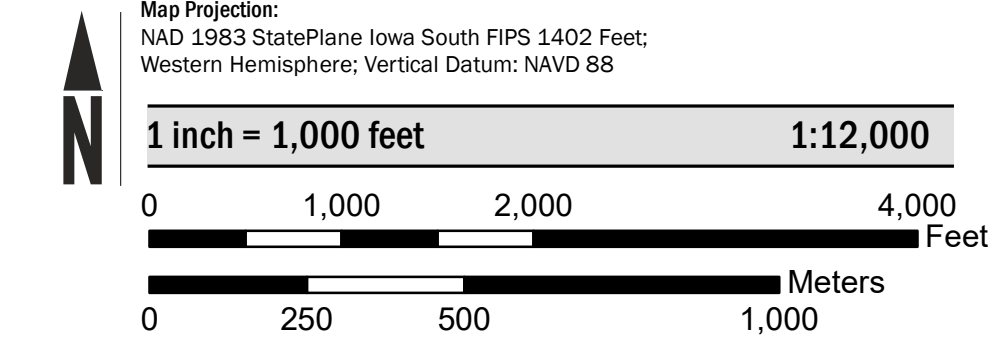 Map Projection:
NAD 1983 StatePlane Iowa South FIPS 1402 Feet;
Western Hemisphere; Vertical Datum: NAVD 88
N
1 inch = 1,000 feet 1:12,000
0 1,000 2,000 4,000
Feet
Meters
0 250 500 1,000